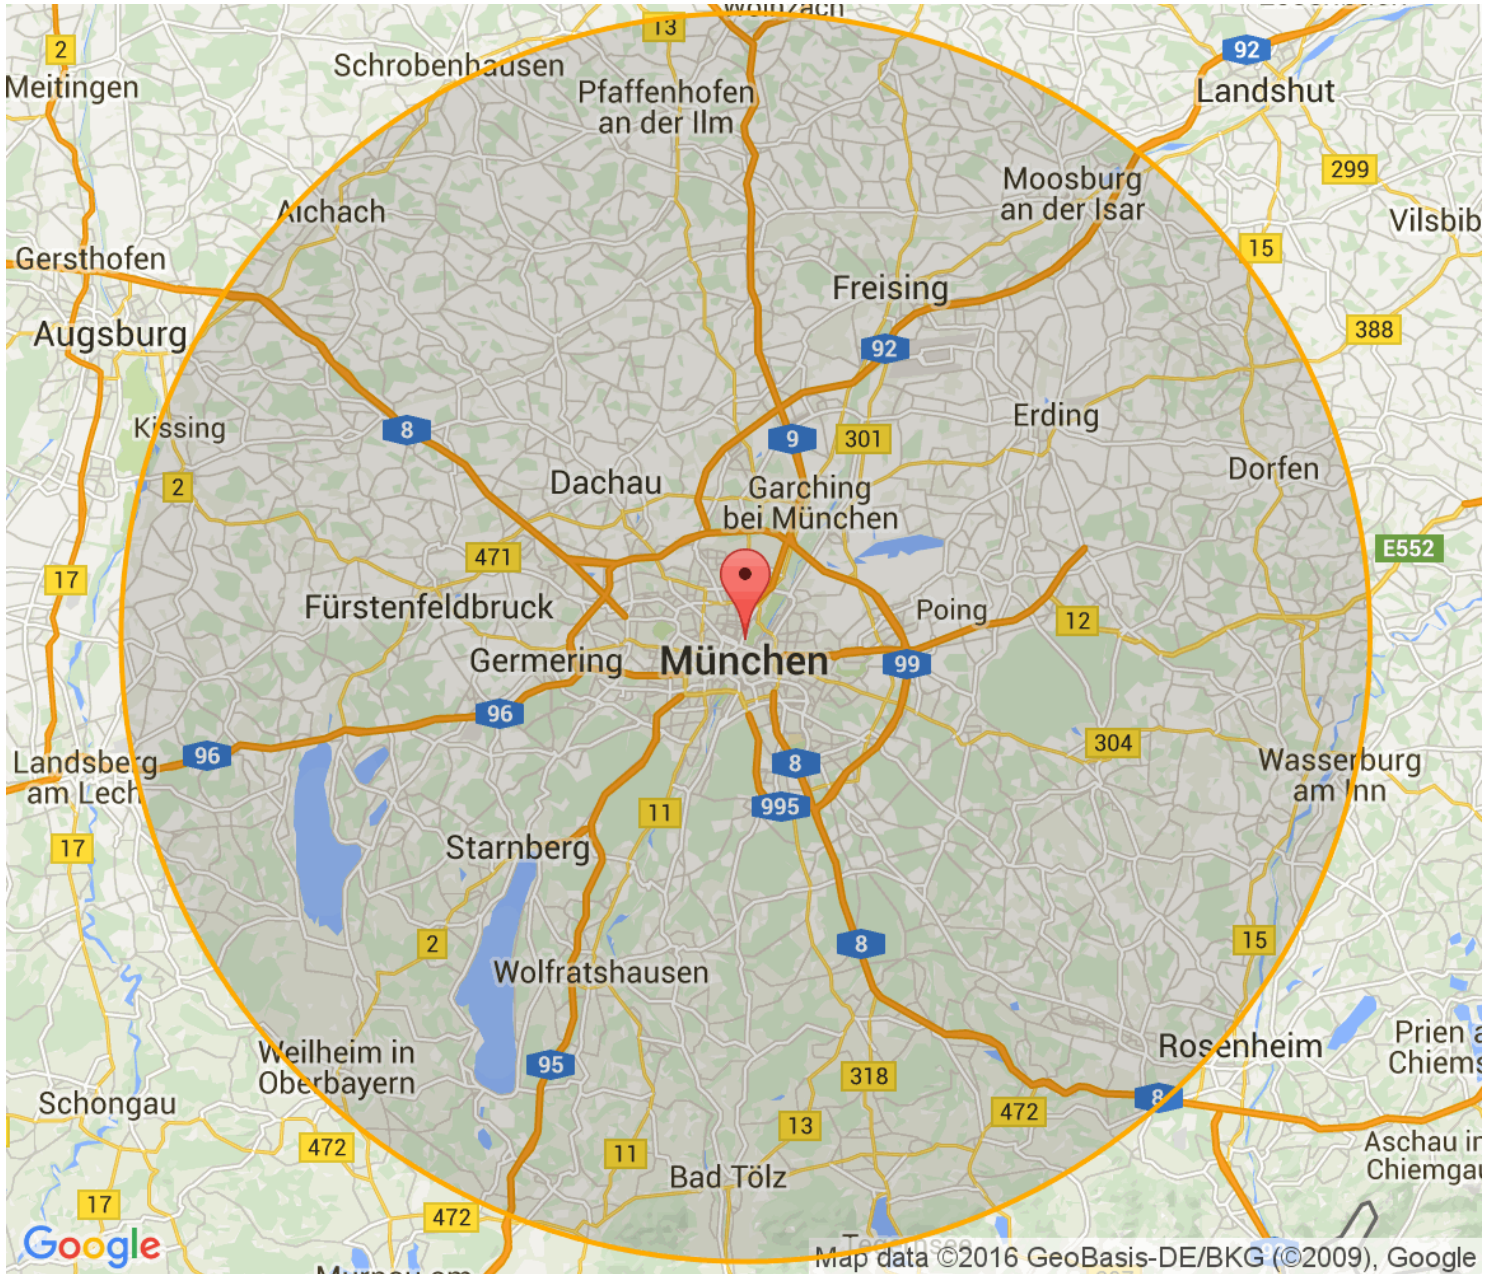 Wolnzach
13
2
92
Schrobenhausen
Meitingen
Pfaffenhofen
an der Ilm
Landshut
299
Moosburg
an der Isar
Aichach
Vilsbib
15
Gersthofen
Freising
Augsburg
388
92
Erding
Kissing
8
9
301
Dorfen
Dachau
2
Garching
bei München
E552
471
17
Fürstenfeldbruck
Poing
12
Germering
München
99
96
304
96
Landsberg
am Lech
8
Wasserburg
am Inn
995
11
17
Starnberg
2
8
15
Wolfratshausen
Weilheim in
Oberbayern
Rosenheim
Prien a
Chiems
95
318
8
Schongau
472
13
472
11
Aschau in
Chiemgau
Bad Tölz
17
472
Google
Map data ©2016 GeoBasis-DE/BKG (©2009), Google